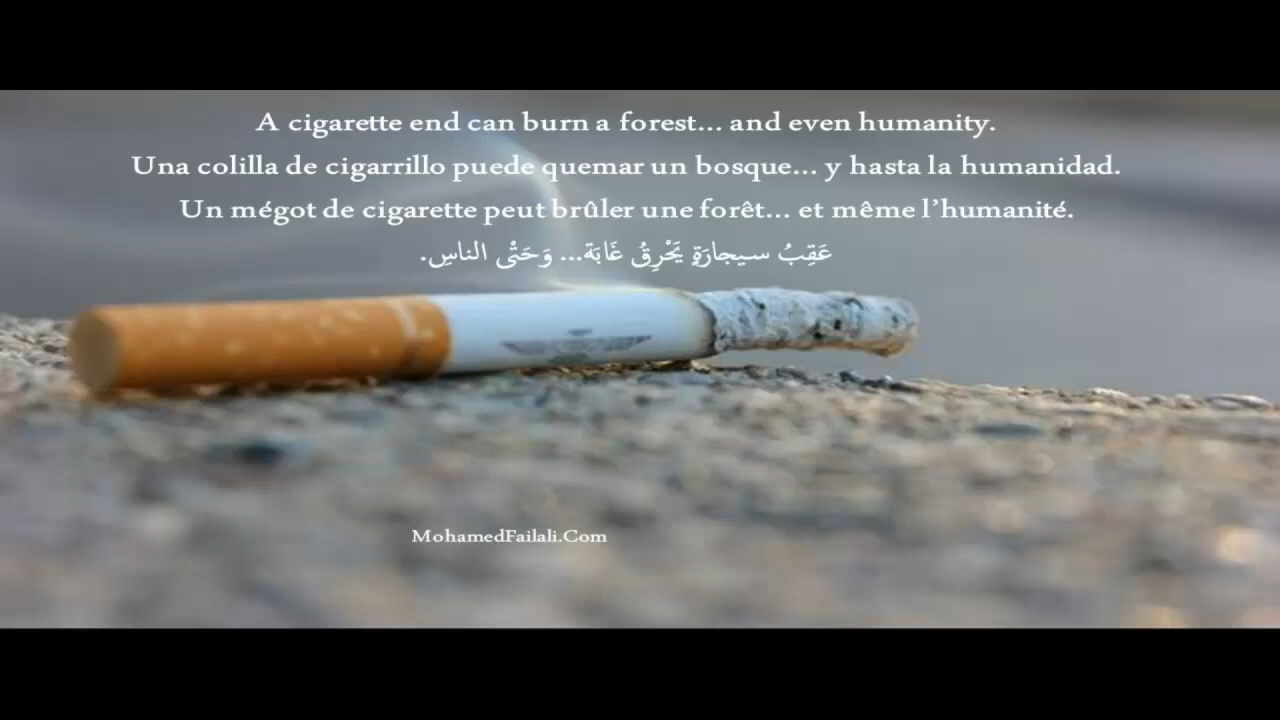 A cigarette end can burn a forest... and even humanity.
Una colilla de cigarrillo puede quemar un bosque... y hasta la humanidad.
Un mégot de cigarette peut brûler une forêt... et même l’humanité.
عَقِبُ سيجارَةٍ يَحْرِقُ غَابَة... وَحَتْى الناسِ.
MohamedFailali.Com